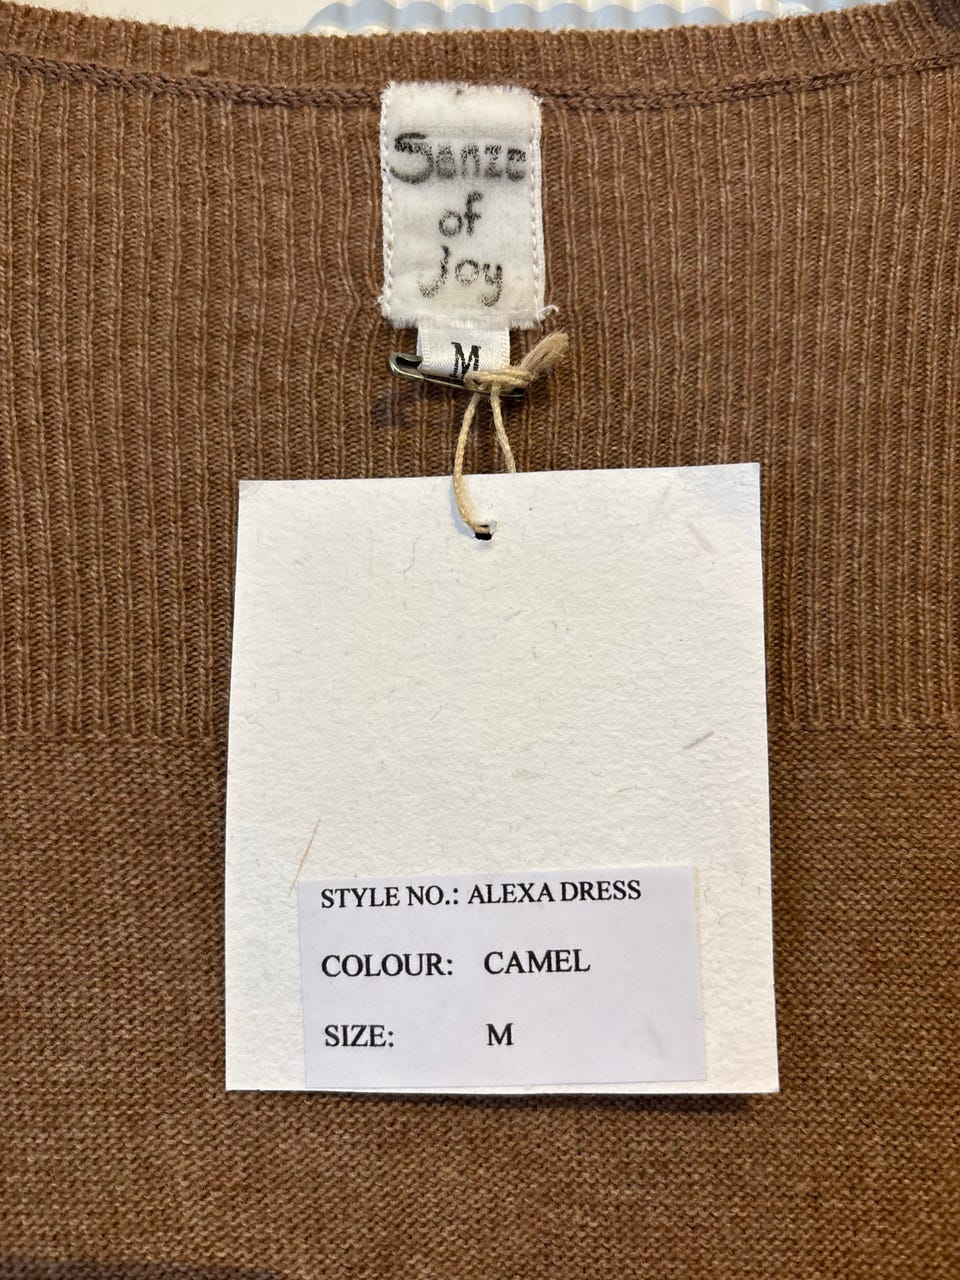 Senze
of
Joy
M
STYLE NO.: ALEXA DRESS
COLOUR: CAMEL
SIZE: M